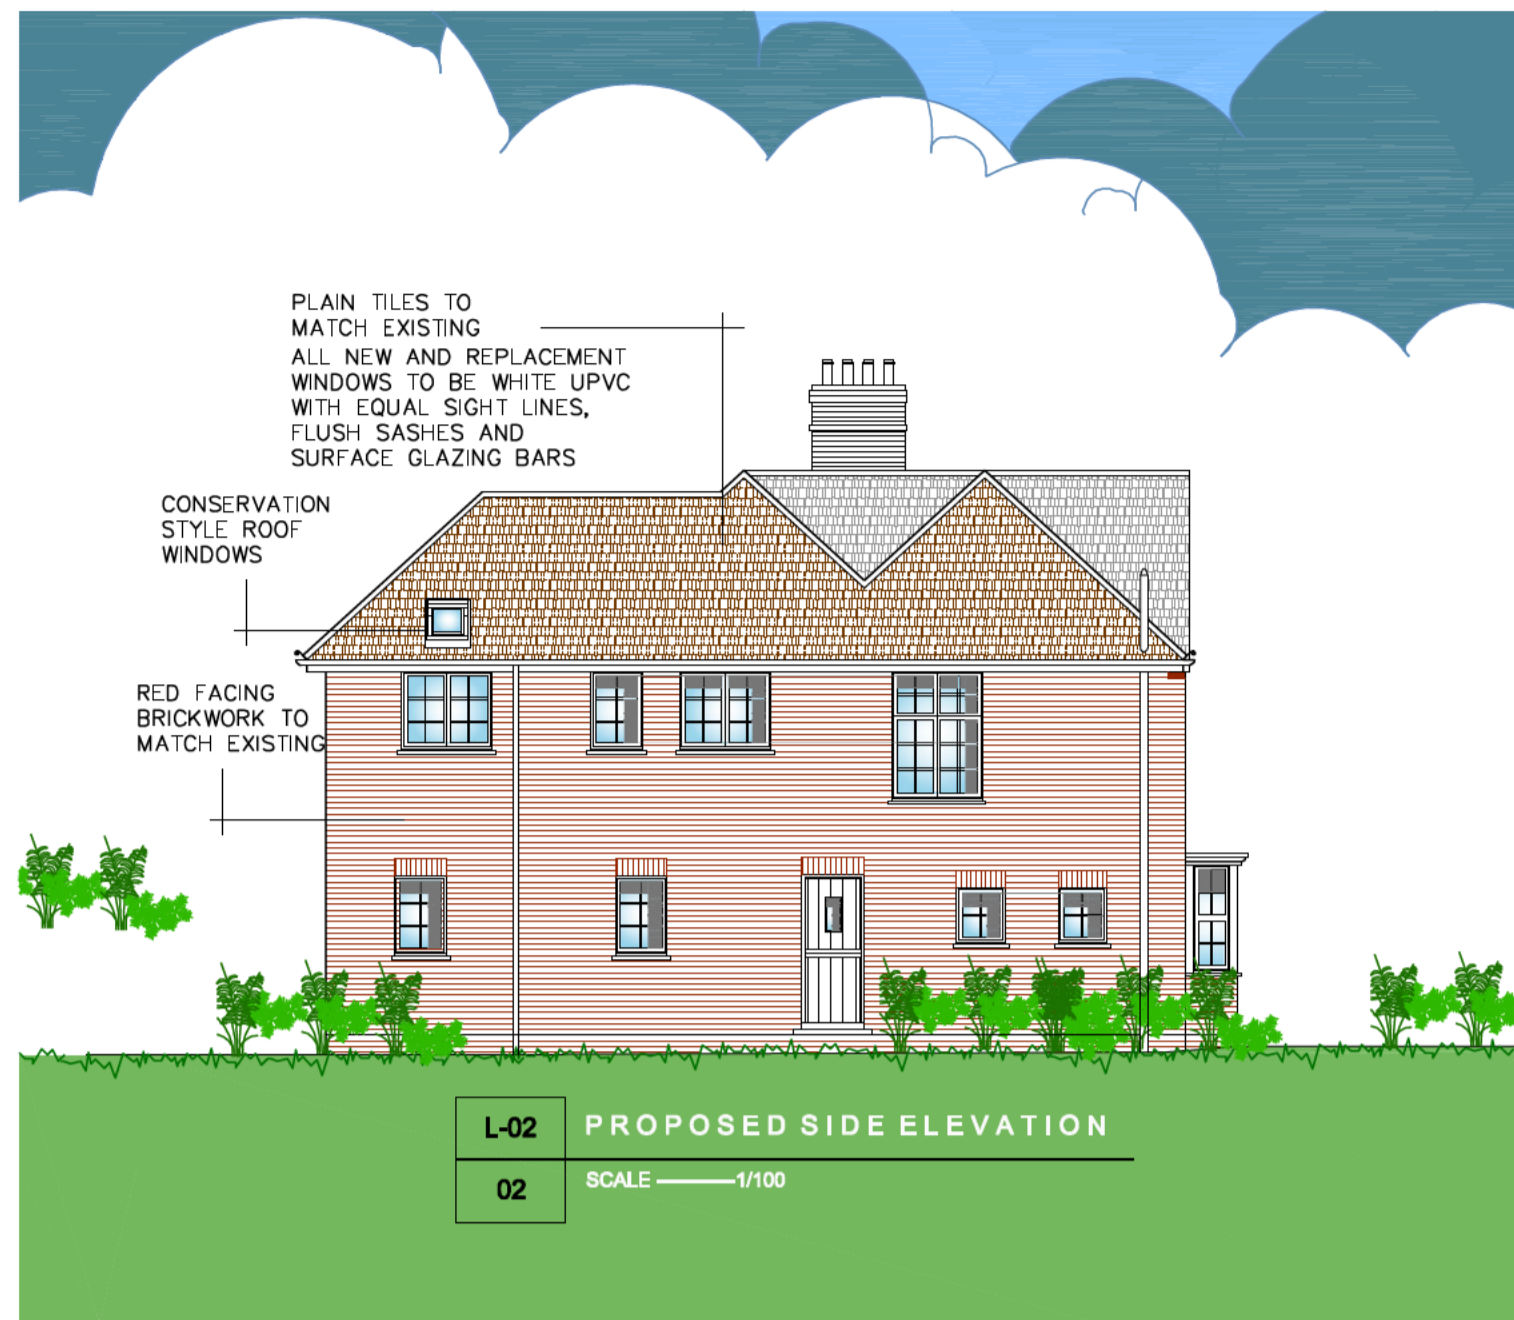 PLAIN TILES TO
MATCH EXISTING
ALL NEW AND REPLACEMENT
WINDOWS TO BE WHITE UPVC
WITH EQUAL SIGHT LINES,
FLUSH SASHES AND
SURFACE GLAZING BARS
CONSERVATION
STYLE ROOF
WINDOWS
RED FACING
BRICKWORK TO
MATCH EXISTING
L-02
PROPOSED SIDE ELEVATION
02
SCALE 1/100